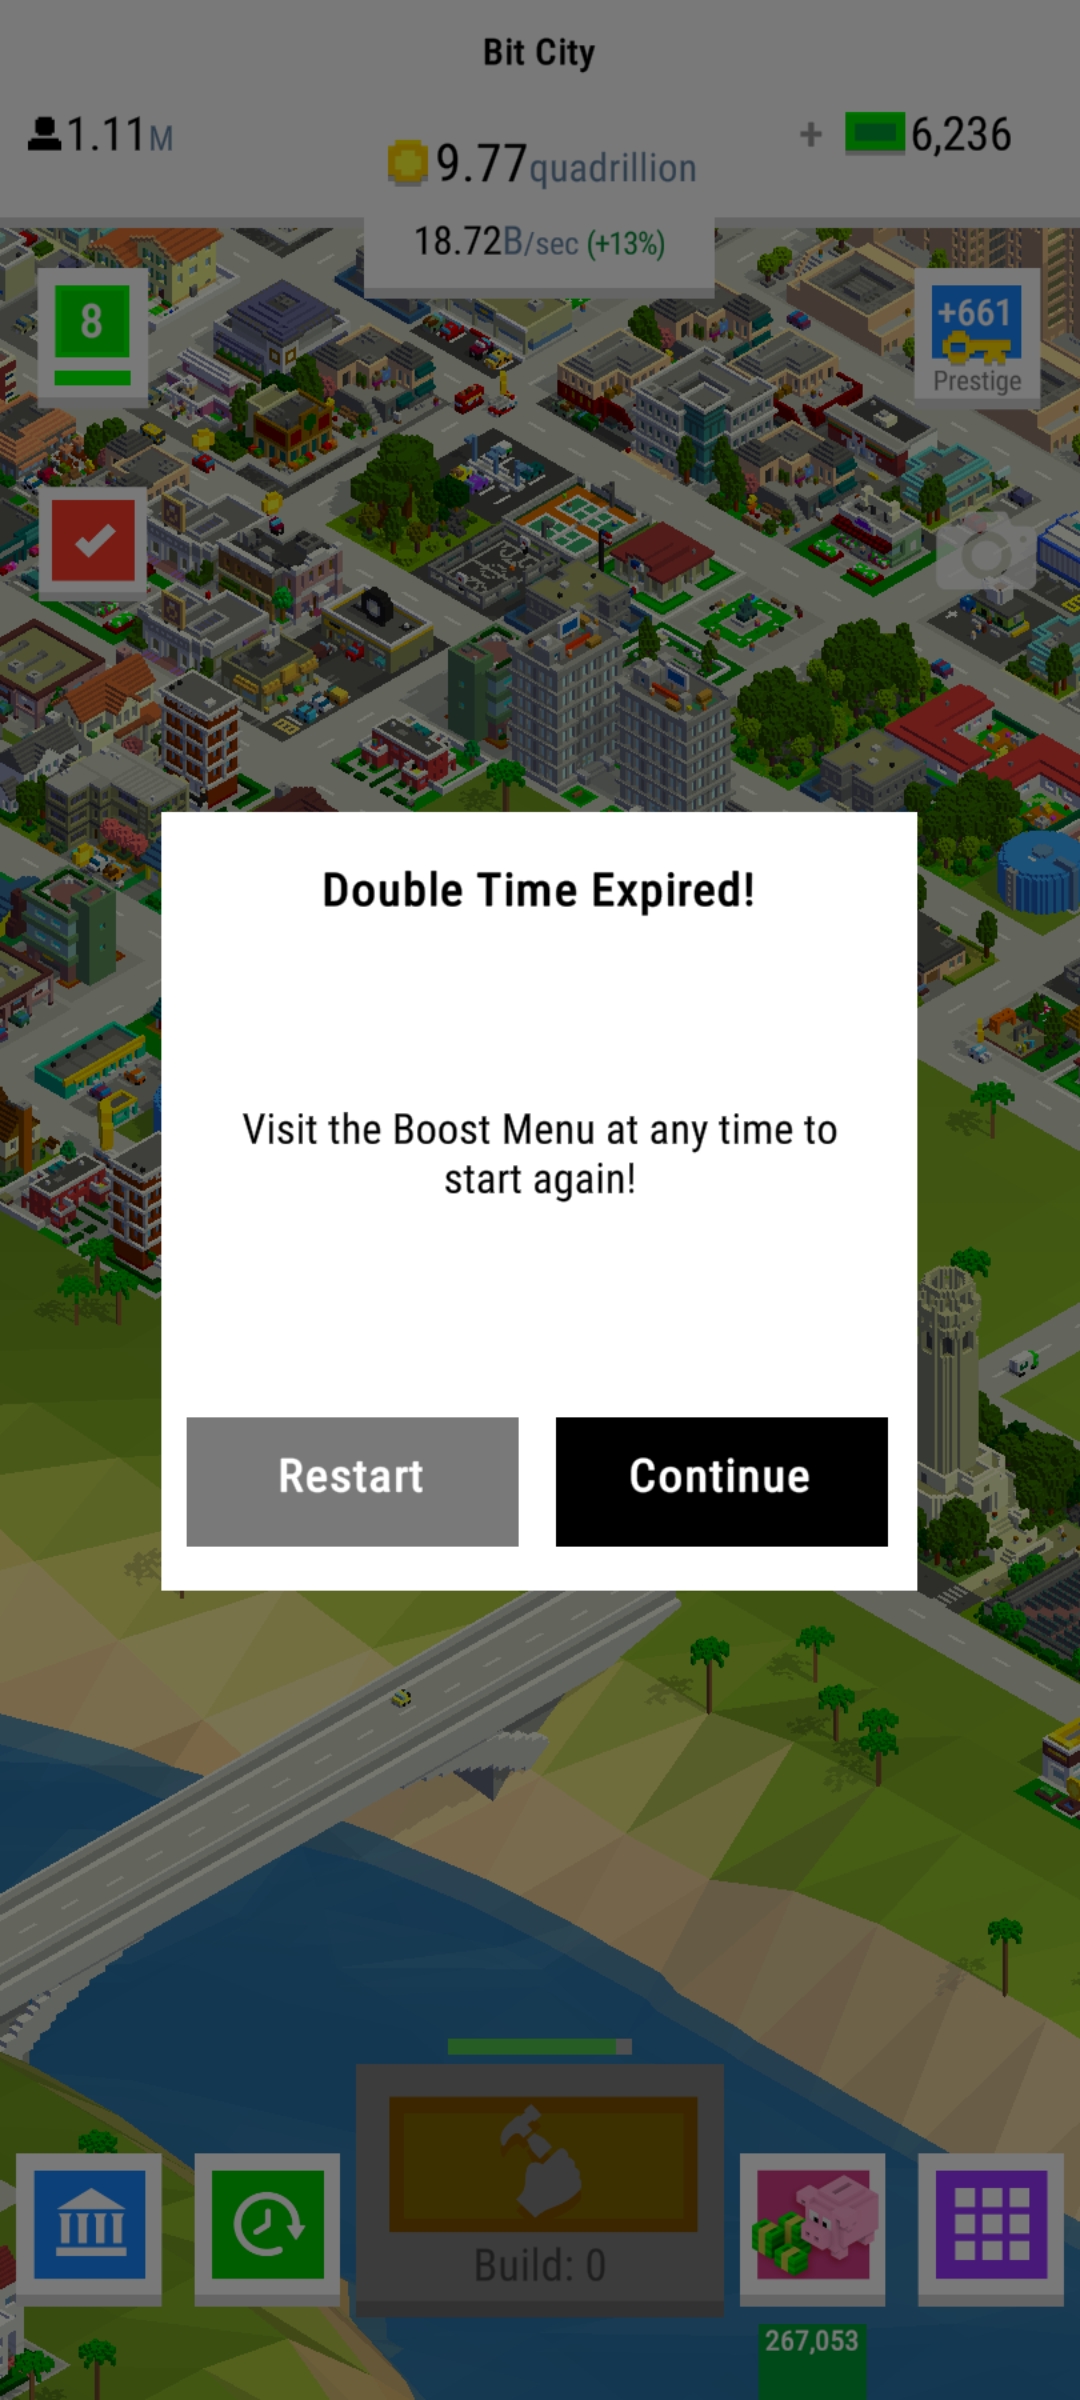 Bit City
1.11M
9.77quadrillion
+ 6,236
18.72B/sec (+13%)
8
+661
Prestige
Double Time Expired!
Visit the Boost Menu at any time to
start again!
Restart
Continue
Build: 0
267,053